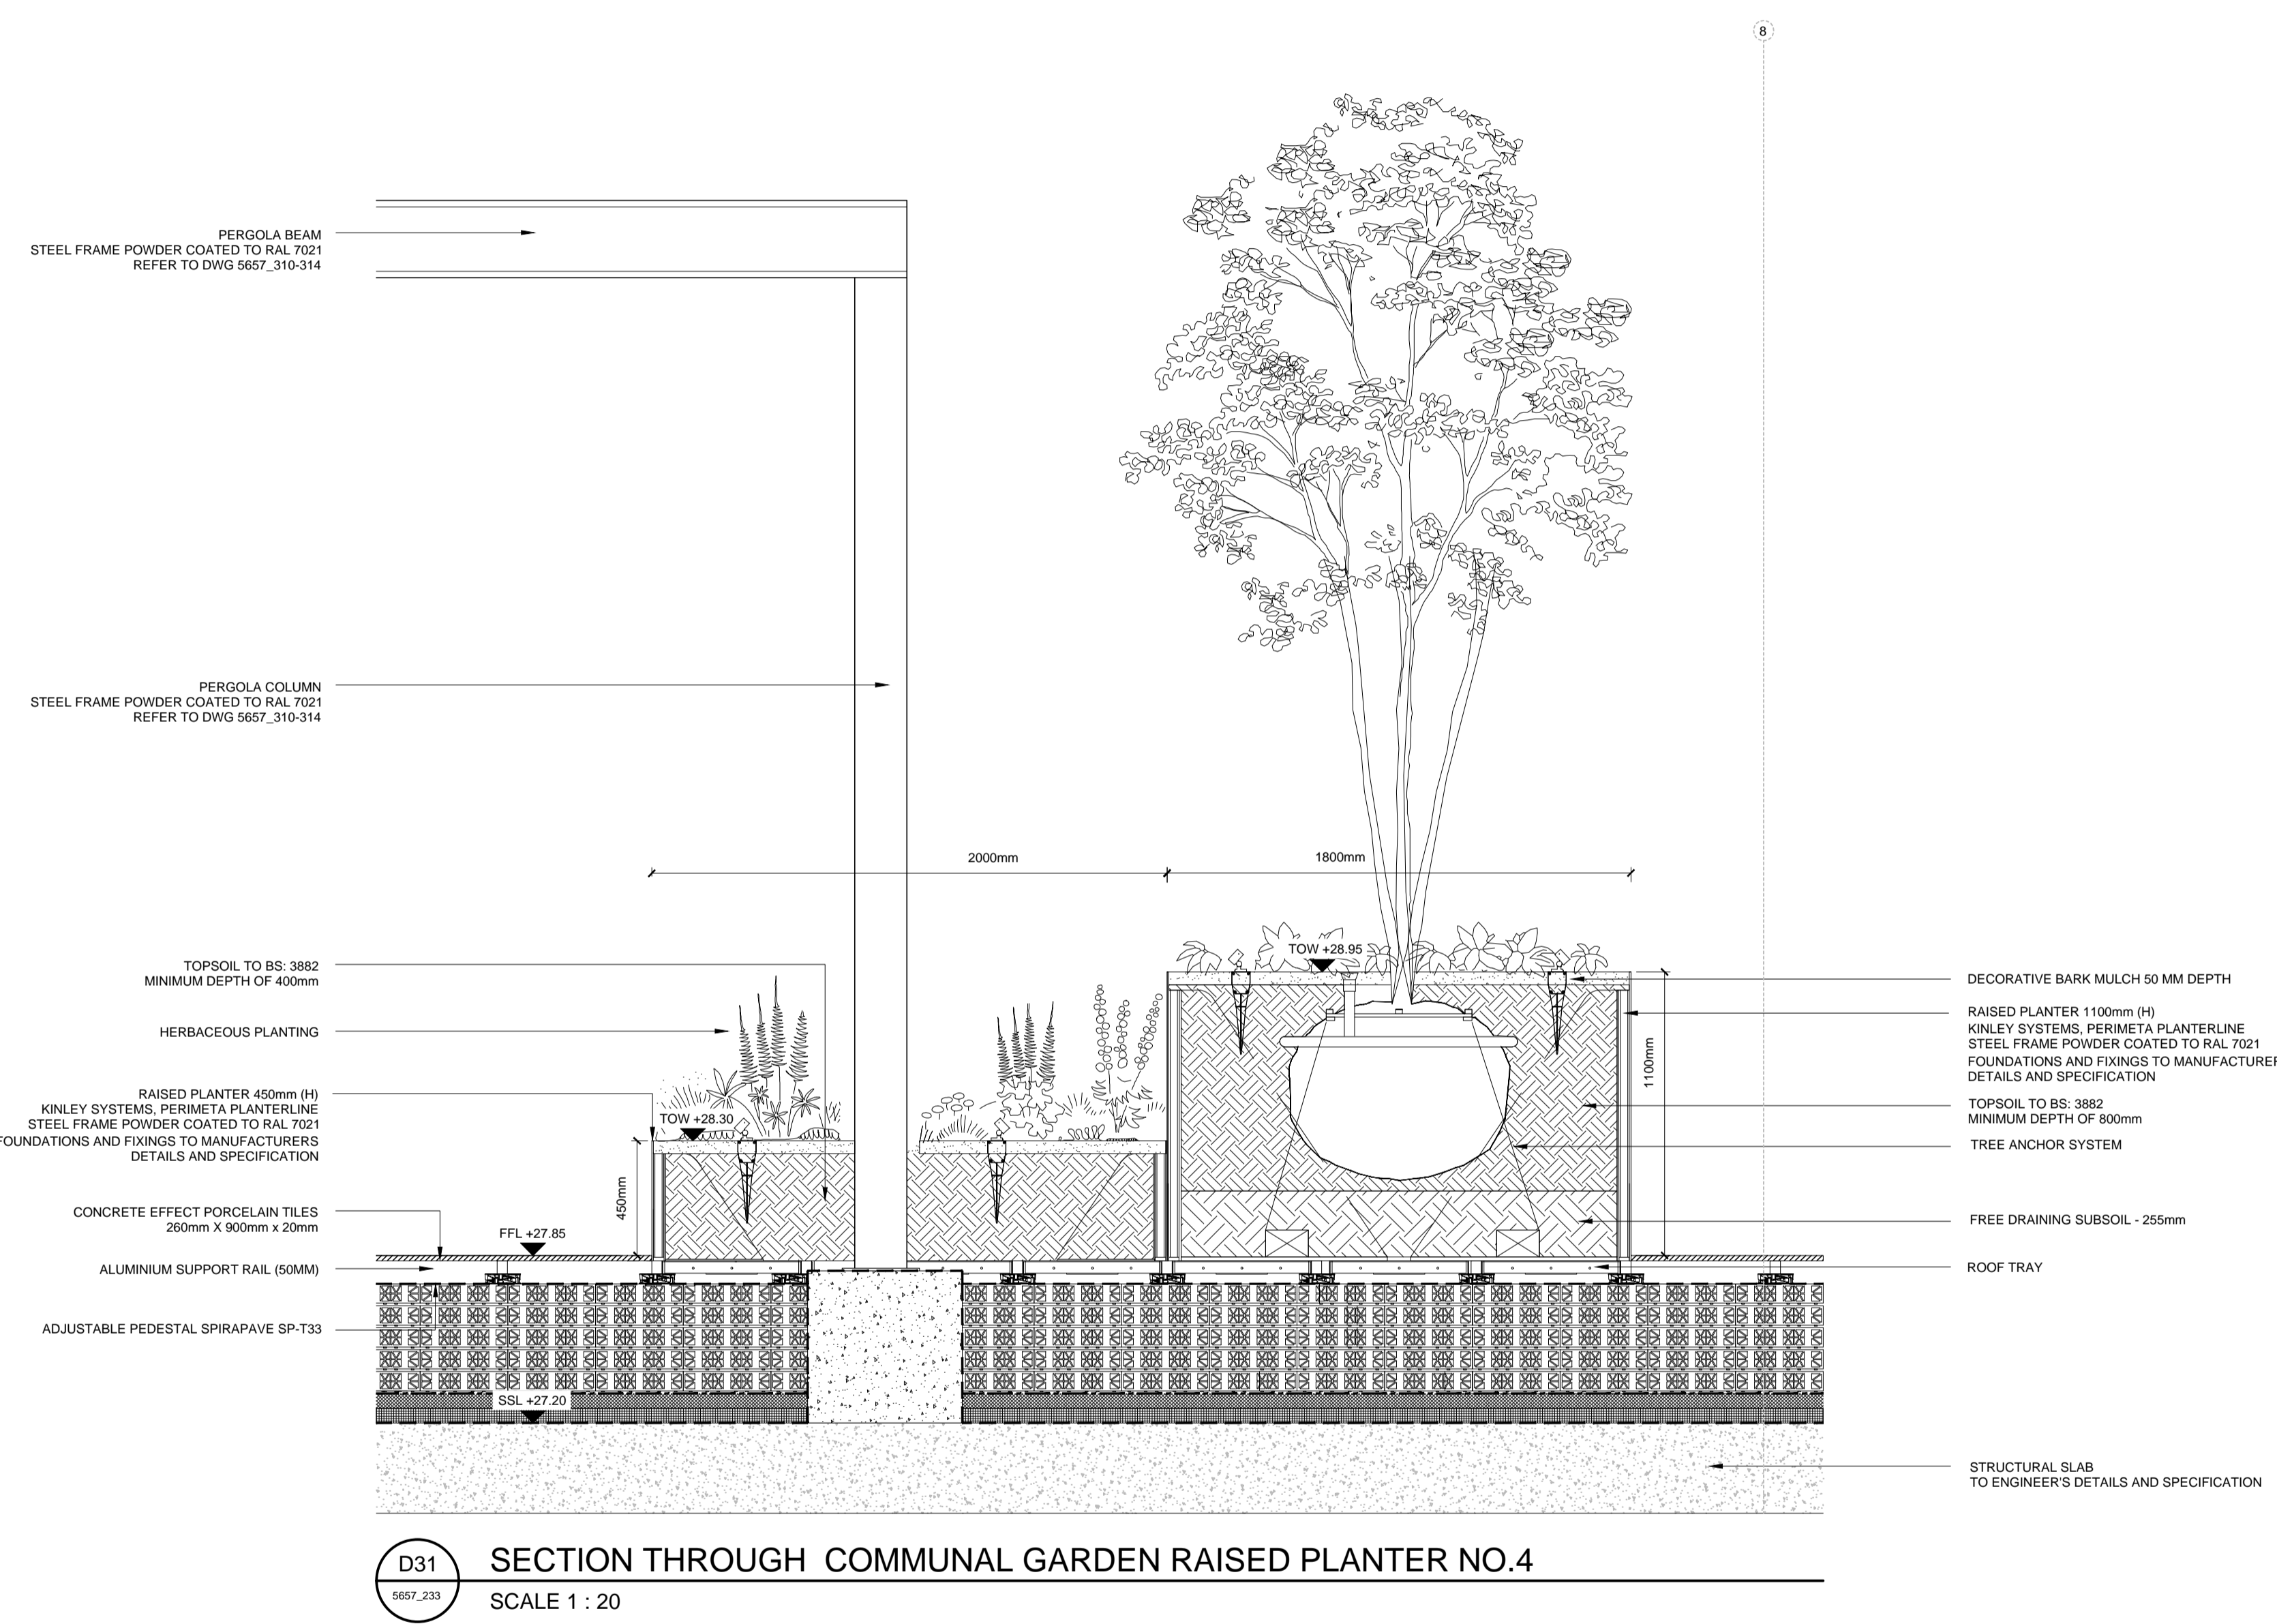 8
PERGOLA BEAM
STEEL FRAME POWDER COATED TO RAL 7021
REFER TO DWG 5657_310-314
PERGOLA COLUMN
STEEL FRAME POWDER COATED TO RAL 7021
REFER TO DWG 5657_310-314
2000mm
1800mm
TOPSOIL TO BS: 3882
MINIMUM DEPTH OF 400mm
HERBACEOUS PLANTING
RAISED PLANTER 450mm (H)
KINLEY SYSTEMS, PERIMETA PLANTERLINE
STEEL FRAME POWDER COATED TO RAL 7021
FOUNDATIONS AND FIXINGS TO MANUFACTURERS
DETAILS AND SPECIFICATION
CONCRETE EFFECT PORCELAIN TILES
260mm X 900mm x 20mm
ALUMINIUM SUPPORT RAIL (50MM)
ADJUSTABLE PEDESTAL SPIRAPAVE SP-T33
TOW +28.95
TOW +28.30
450mm
1100mm
FFL +27.85
SSL +27.20
DECORATIVE BARK MULCH 50 MM DEPTH
RAISED PLANTER 1100mm (H)
KINLEY SYSTEMS, PERIMETA PLANTERLINE
STEEL FRAME POWDER COATED TO RAL 7021
FOUNDATIONS AND FIXINGS TO MANUFACTURER
DETAILS AND SPECIFICATION
TOPSOIL TO BS: 3882
MINIMUM DEPTH OF 800mm
TREE ANCHOR SYSTEM
FREE DRAINING SUBSOIL - 255mm
ROOF TRAY
STRUCTURAL SLAB
TO ENGINEER'S DETAILS AND SPECIFICATION
D31
5657_233
SECTION THROUGH COMMUNAL GARDEN RAISED PLANTER NO.4
SCALE 1 : 20